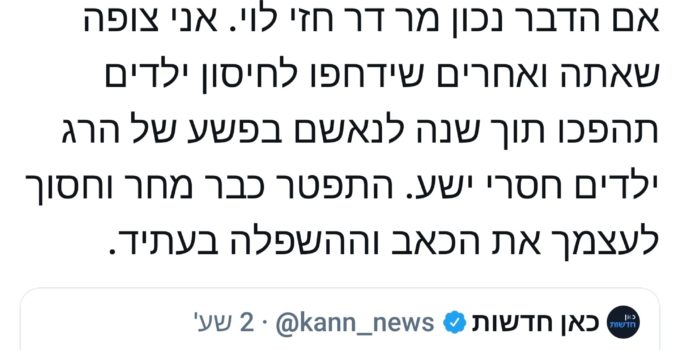 אם הדבר נכון מר דר חזי לוי. אני צופה
שאתה ואחרים שידחפו לחיסון ילדים
תהפכו תוך שנה לנאשם בפשע של הרג
ילדים חסרי ישע. התפטר כבר מחר וחסוך
לעצמך את הכאב וההשפלה בעתיד.
כאן חדשות @kann_news · 2 שע'
כאן
חדשות